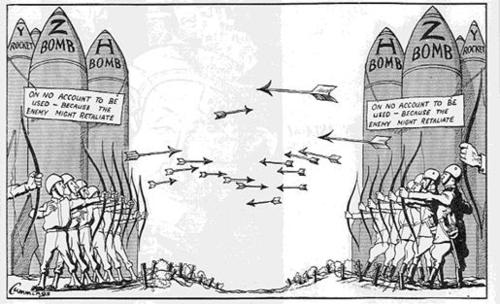 Y
ROCKET
Z
BOMB
H
BOMB
ON NO ACCOUNT TO BE
USED – BECAUSE THE
ENEMY MIGHT RETALIATE
Cummings
H
BOMB
Z
BOMB
Y
ROCKET
ON NO ACCOUNT TO BE
USED – BECAUSE THE
ENEMY MIGHT RETALIATE